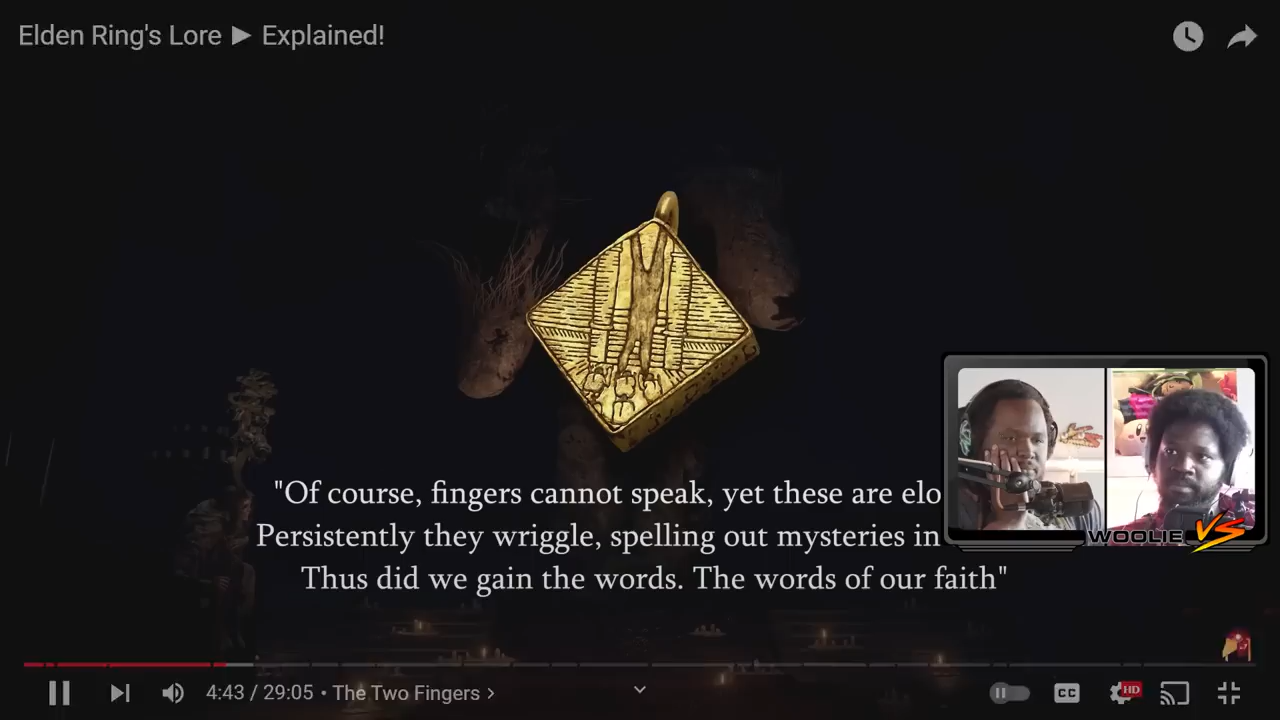 Elden Ring's Lore ► Explained!
"Of course, fingers cannot speak, yet these are elo
Persistently they wriggle, spelling out mysteries in
Thus did we gain the words. The words of our faith"
WOOLIE VS
4:43 / 29:05 • The Two Fingers >
CC
HD